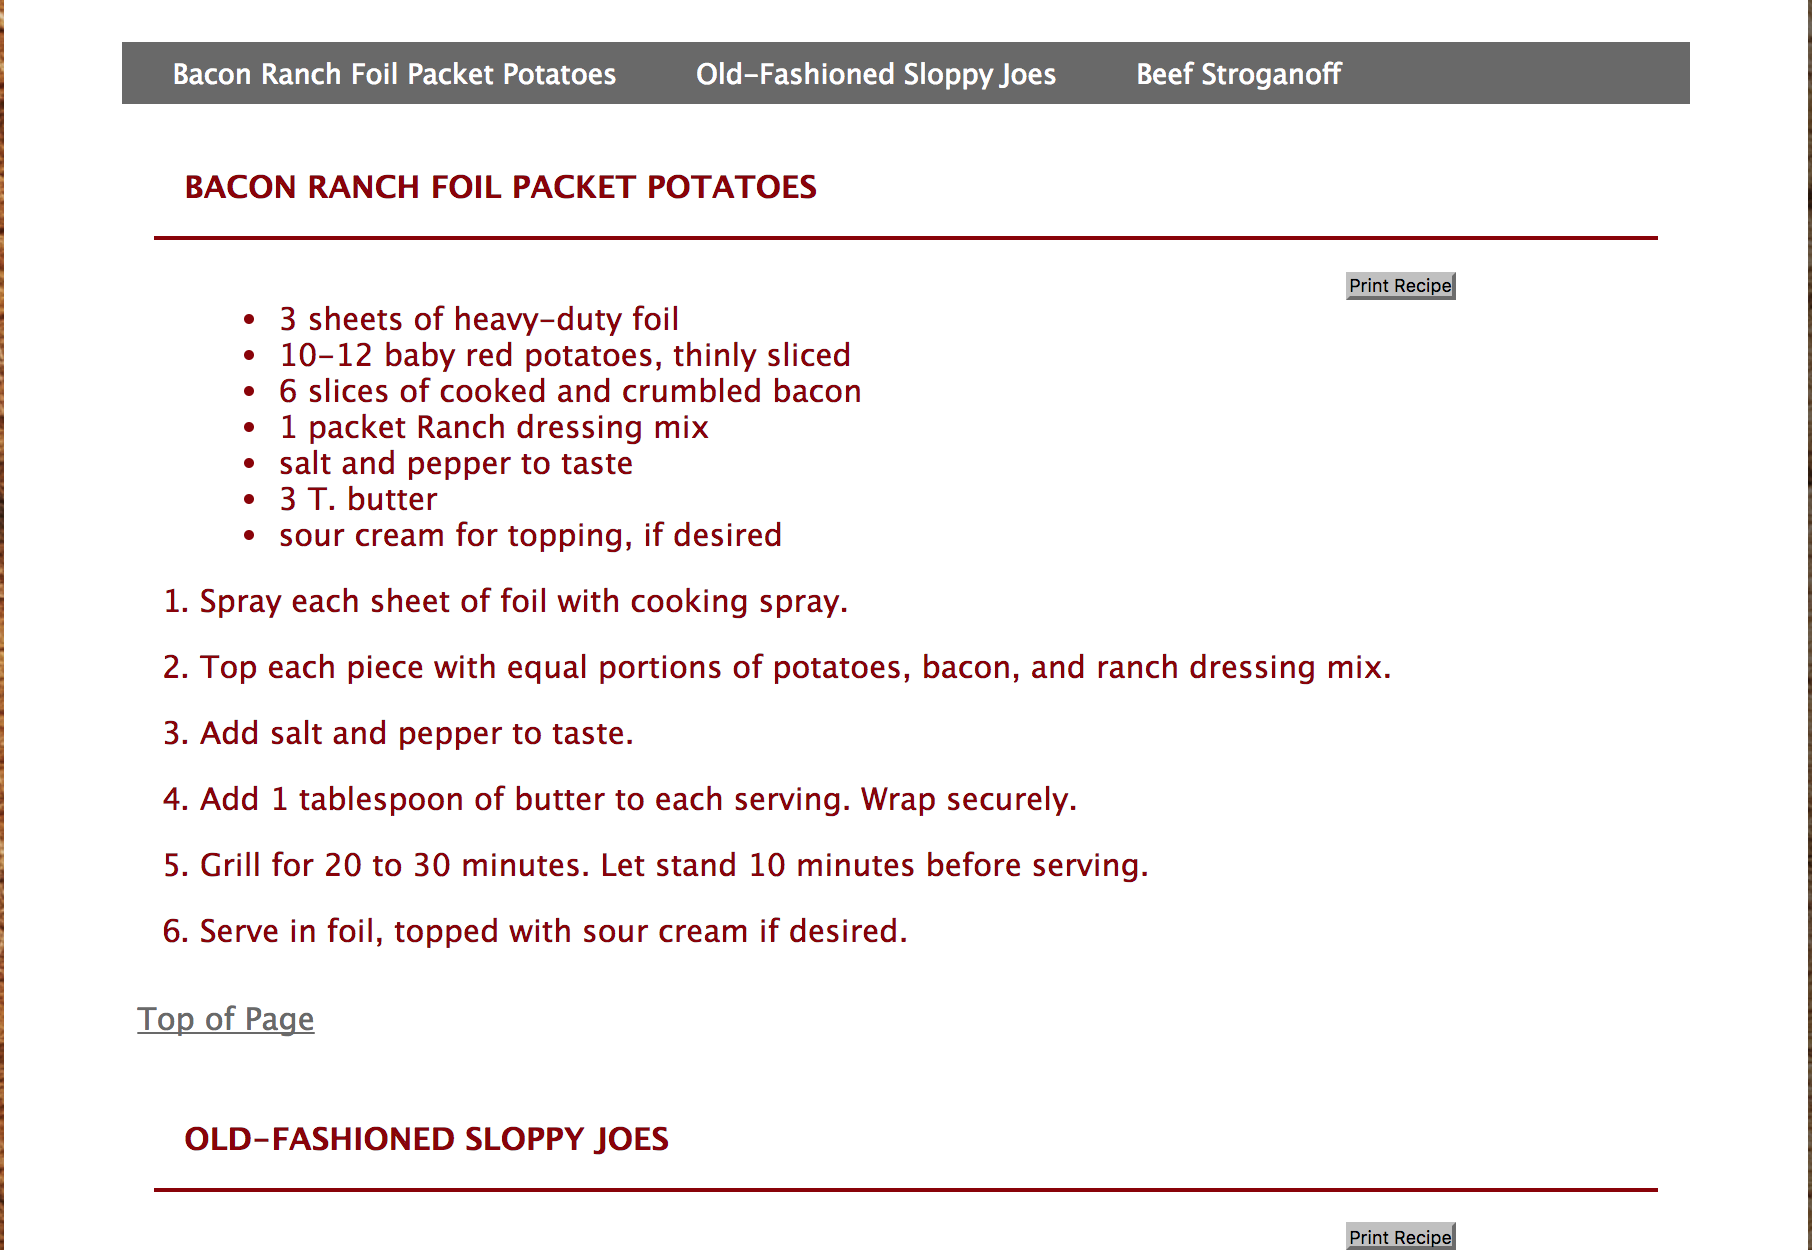 Bacon Ranch Foil Packet Potatoes Old-Fashioned Sloppy Joes Beef Stroganoff
BACON RANCH FOIL PACKET POTATOES
Print Recipe
• 3 sheets of heavy-duty foil
• 10-12 baby red potatoes, thinly sliced
• 6 slices of cooked and crumbled bacon
• 1 packet Ranch dressing mix
• salt and pepper to taste
• 3 T. butter
• sour cream for topping, if desired
1. Spray each sheet of foil with cooking spray.
2. Top each piece with equal portions of potatoes, bacon, and ranch dressing mix.
3. Add salt and pepper to taste.
4. Add 1 tablespoon of butter to each serving. Wrap securely.
5. Grill for 20 to 30 minutes. Let stand 10 minutes before serving.
6. Serve in foil, topped with sour cream if desired.
Top of Page
OLD-FASHIONED SLOPPY JOES
Print Recipe